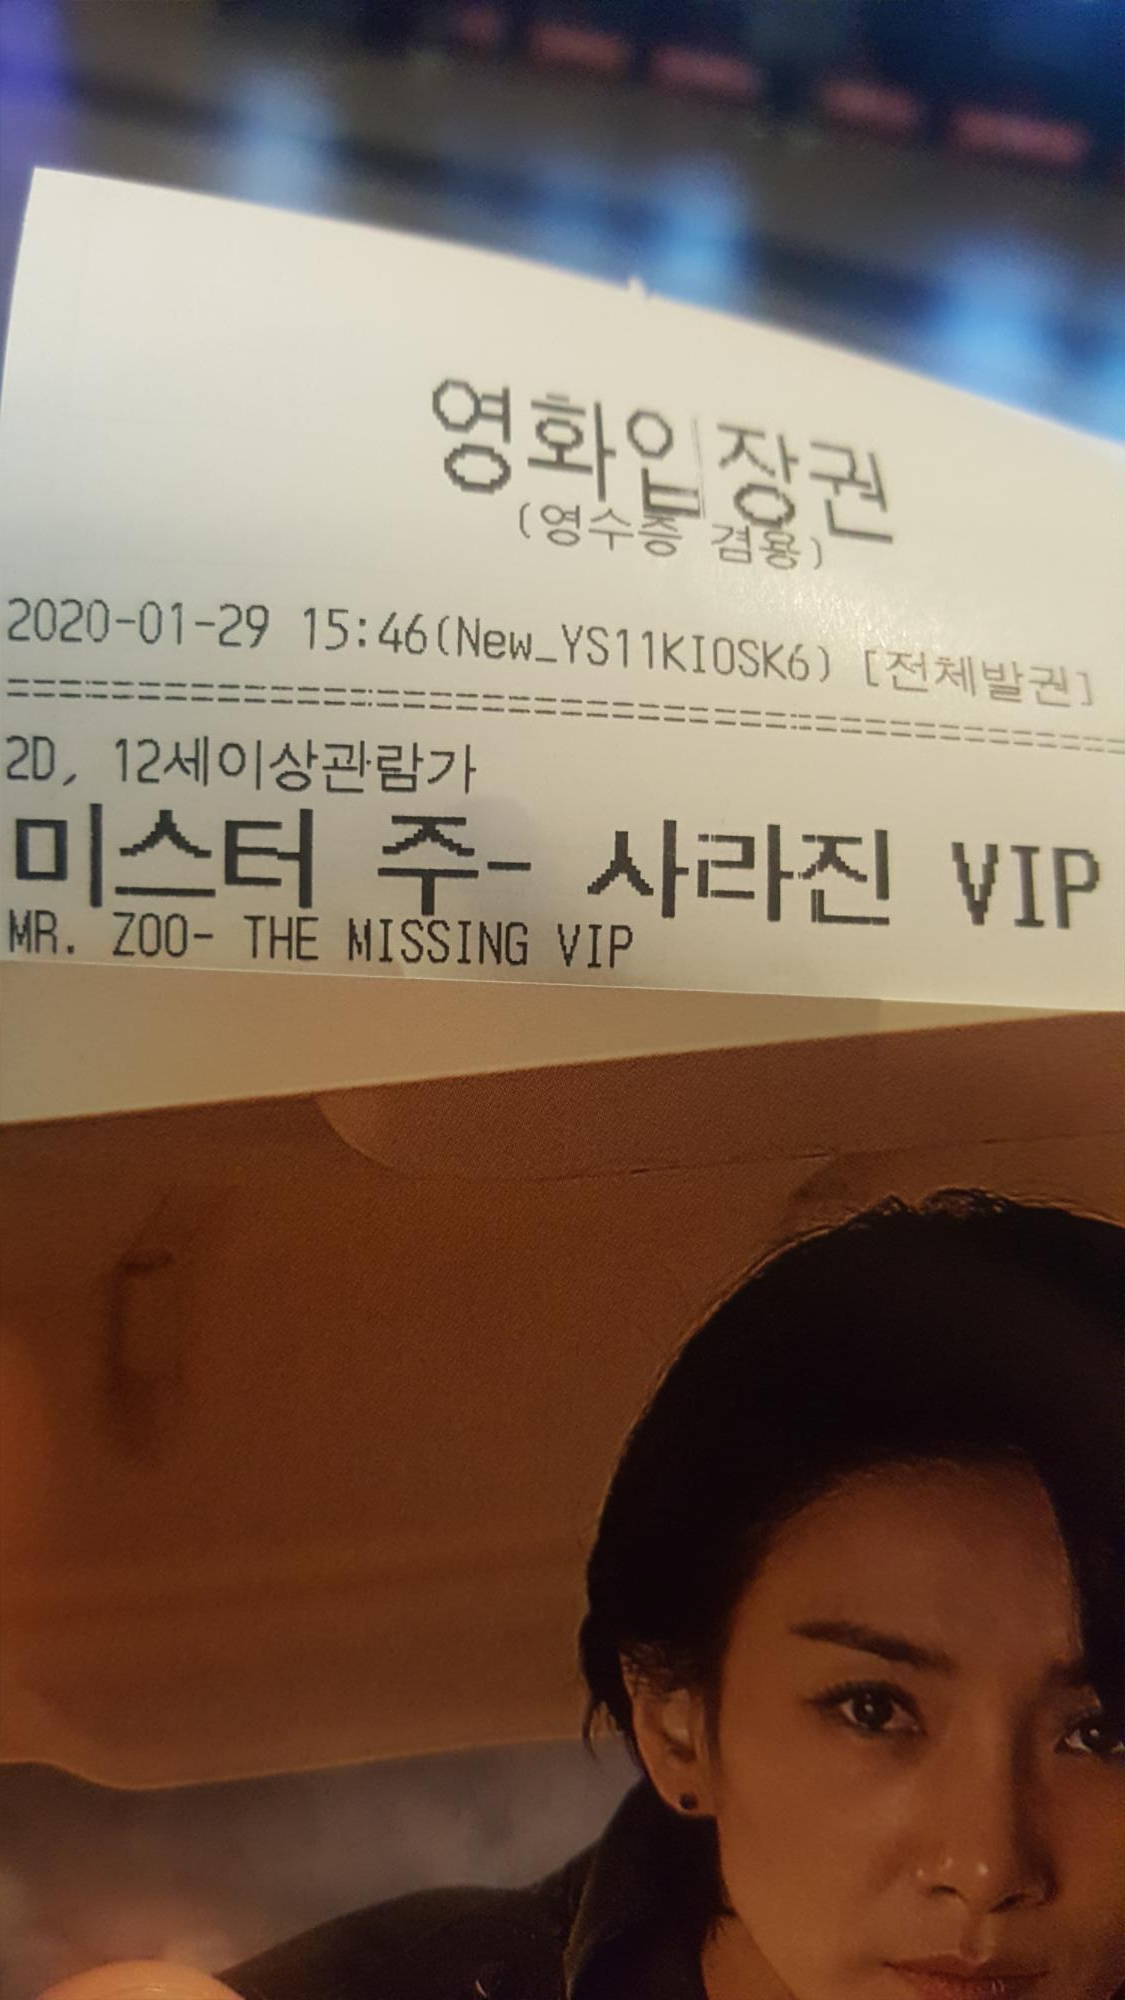 영화입장권
(영수증 겸용)
2020-01-29 15:46(New_YS11KIOSK6) [전체발권]
================================================
2D, 12세이상관람가
미스터 주- 사라진 VIP
MR. ZOO- THE MISSING VIP